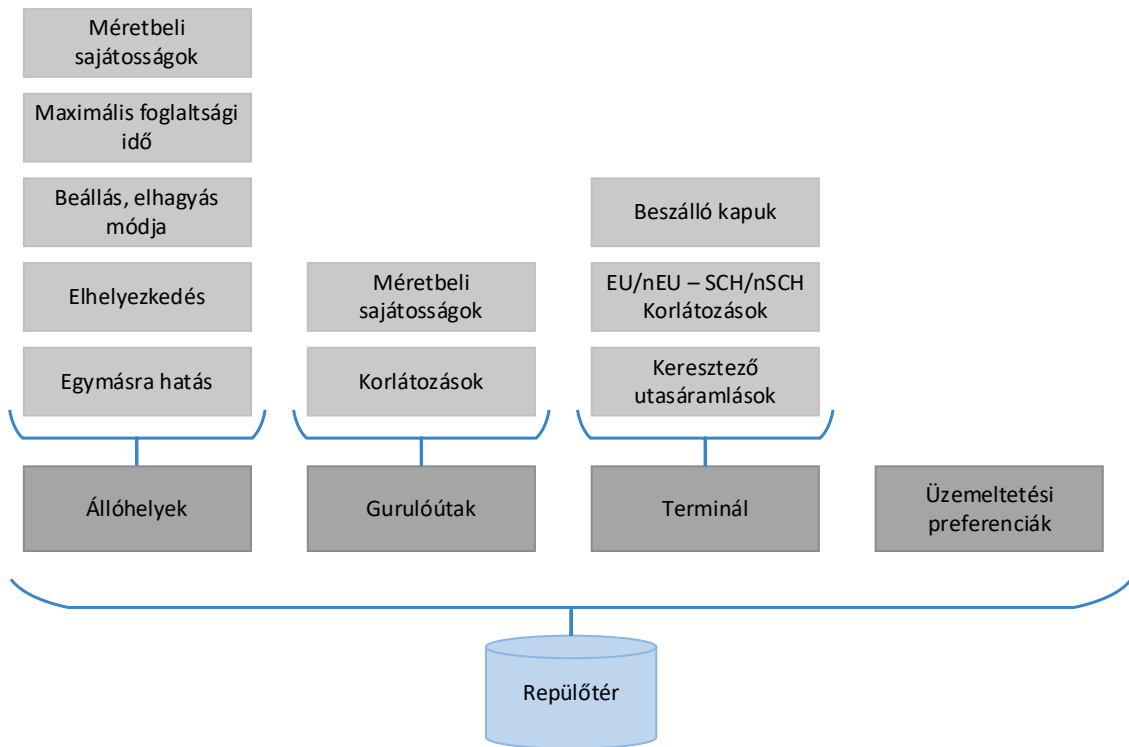 Méretbeli
sajátosságok
Maximális foglaltsági
idő
Beállás, elhagyás
módja
Elhelyezkedés
Egymásra hatás
Állóhelyek
Méretbeli
sajátosságok
Korlátozások
Gurulóútak
Beszálló kapuk
EU/nEU – SCH/nSCH
Korlátozások
Keresztező
utasáramlások
Terminál
Üzemeltetési
preferenciák
Repülőtér